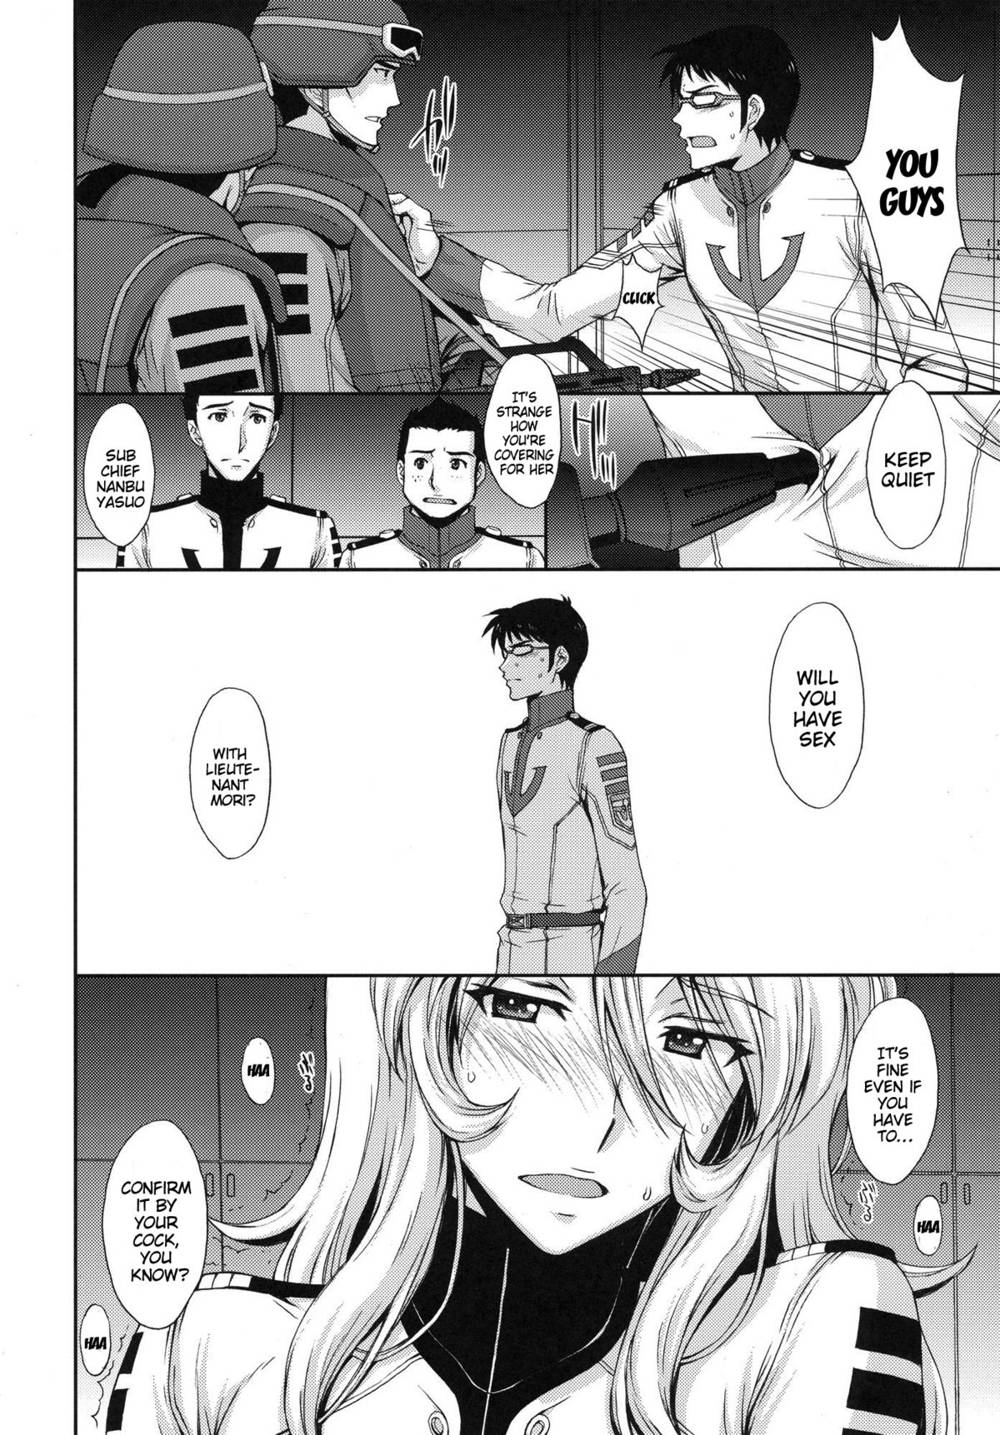 YOU
GUYS
CLICK
ガッ
KEEP
QUIET
IT'S
STRANGE
HOW
YOU'RE
COVERING
FOR HER
SUB
CHIEF
NANBU
YASUO
WILL
YOU
HAVE
SEX
WITH
LIEUTE-
NANT
MORI?
IT'S
FINE
EVEN IF
YOU
HAVE
TO...
HAA
HAA
CONFIRM
IT BY
YOUR
COCK,
YOU
KNOW?
HAA